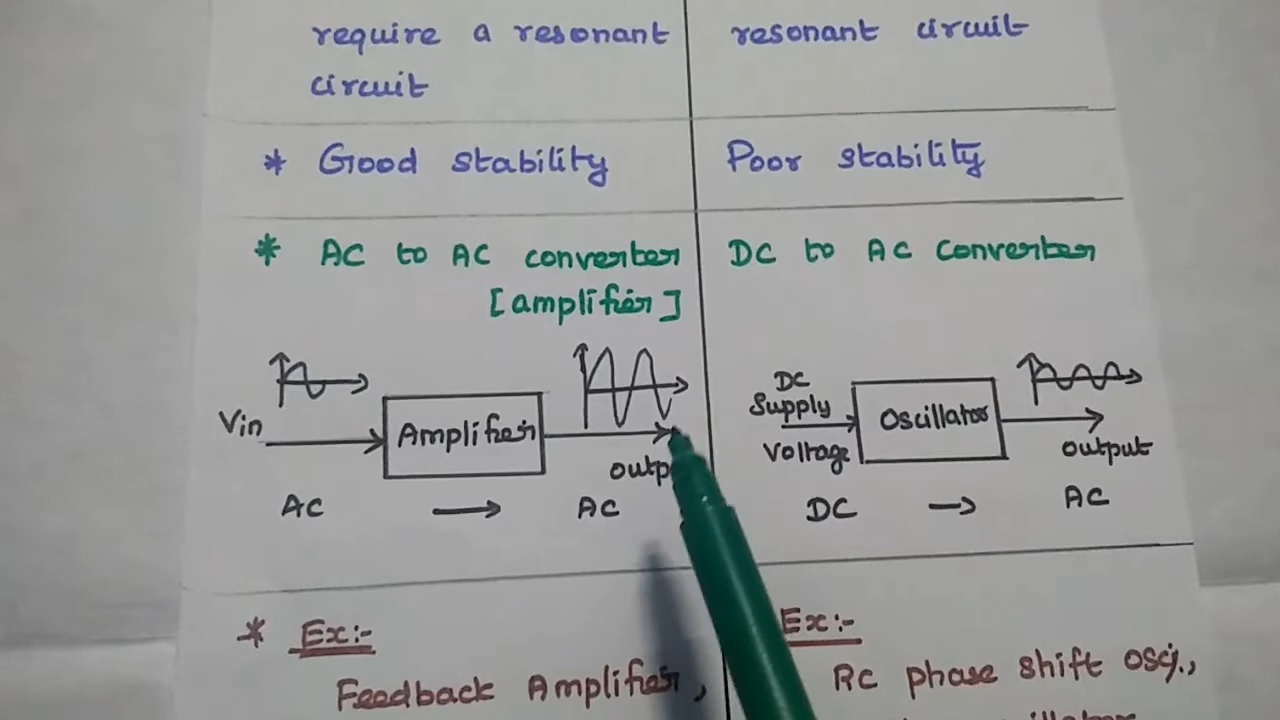 require a resonant
circuit
resonant circuit
* Good stability
Poor stability
* AC to AC converter
[amplifier]
DC to AC converter
Vin
Amplifier
AC → AC
DC
Supply
Voltage
Oscillator
output
DC → AC
* Ex:-
Feedback Amplifier,
Ex:-
RC phase shift osc.,